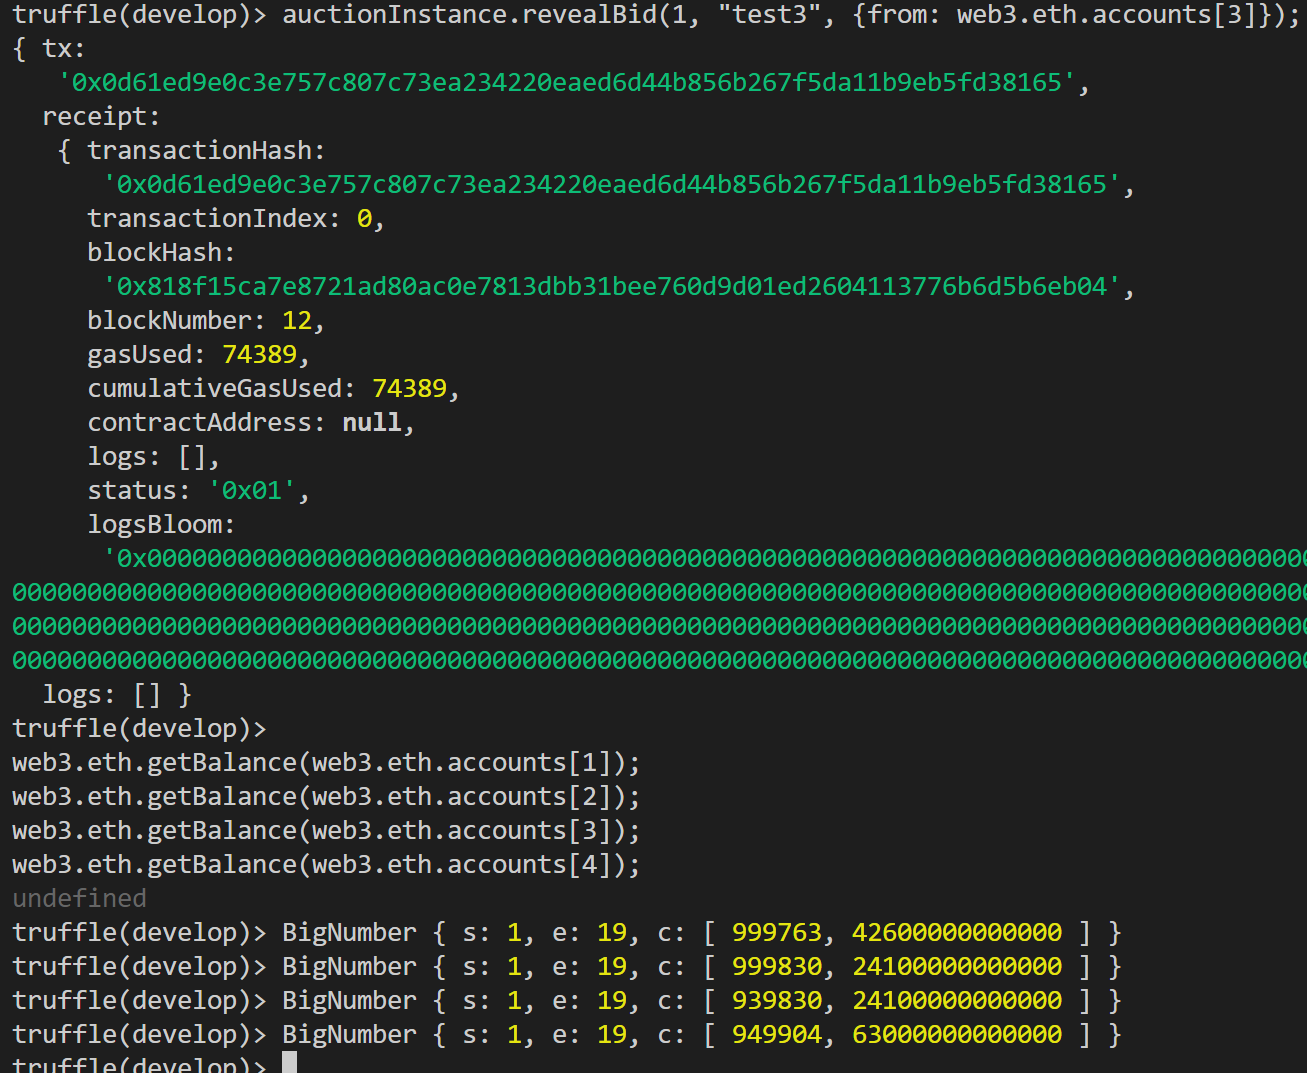 truffle(develop)> auctionInstance.revealBid(1, "test3", {from: web3.eth.accounts[3]});
{ tx:
   '0x0d61ed9e0c3e757c807c73ea234220eaed6d44b856b267f5da11b9eb5fd38165',
  receipt:
   { transactionHash:
      '0x0d61ed9e0c3e757c807c73ea234220eaed6d44b856b267f5da11b9eb5fd38165',
     transactionIndex: 0,
     blockHash:
      '0x818f15ca7e8721ad80ac0e7813dbb31bee760d9d01ed2604113776b6d5b6eb04',
     blockNumber: 12,
     gasUsed: 74389,
     cumulativeGasUsed: 74389,
     contractAddress: null,
     logs: [],
     status: '0x01',
     logsBloom:
      '0x00000000000000000000000000000000000000000000000000000000000000000000000000000
00000000000000000000000000000000000000000000000000000000000000000000000000000000000000
00000000000000000000000000000000000000000000000000000000000000000000000000000000000000
00000000000000000000000000000000000000000000000000000000000000000000000000000000000000
  logs: [] }
truffle(develop)>
web3.eth.getBalance(web3.eth.accounts[1]);
web3.eth.getBalance(web3.eth.accounts[2]);
web3.eth.getBalance(web3.eth.accounts[3]);
web3.eth.getBalance(web3.eth.accounts[4]);
undefined
truffle(develop)> BigNumber { s: 1, e: 19, c: [ 999763, 42600000000000 ] }
truffle(develop)> BigNumber { s: 1, e: 19, c: [ 999830, 24100000000000 ] }
truffle(develop)> BigNumber { s: 1, e: 19, c: [ 939830, 24100000000000 ] }
truffle(develop)> BigNumber { s: 1, e: 19, c: [ 949904, 63000000000000 ] }
truffle(develop)>